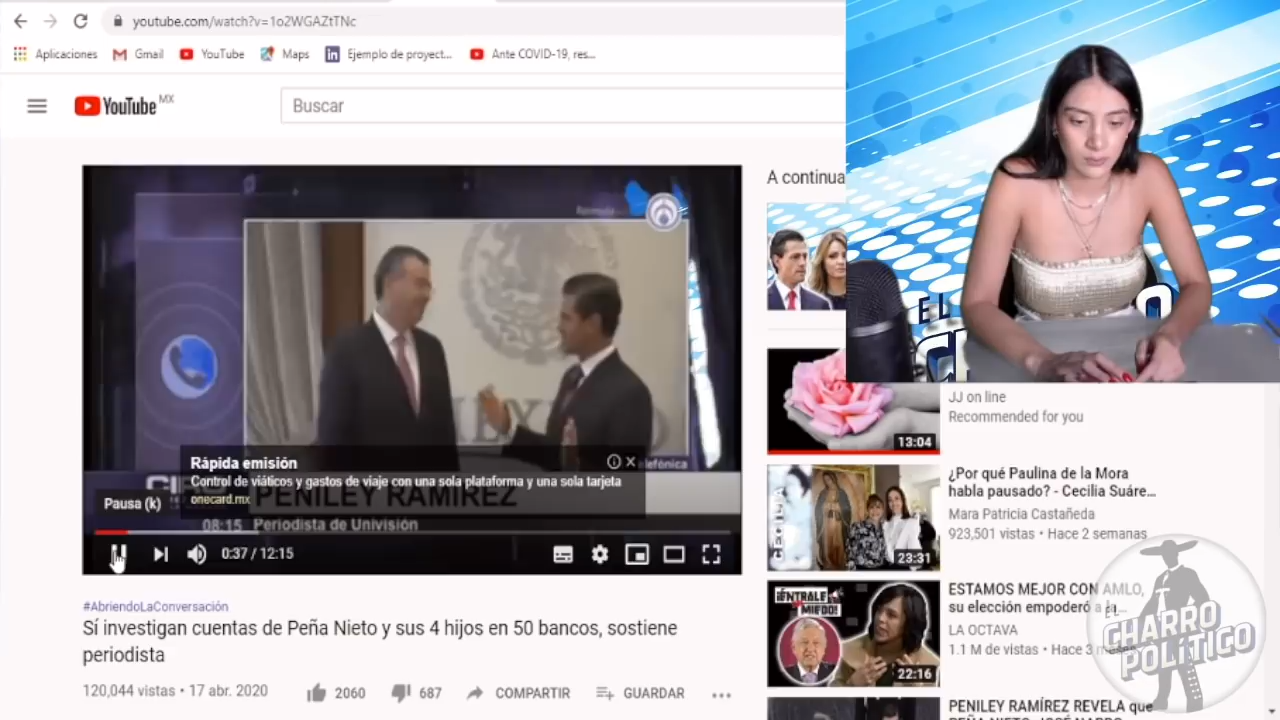 youtube.com/watch?v=1o2WGAZtTNc
Aplicaciones
Gmail
YouTube
Maps
Ejemplo de proyect...
Ante COVID-19, res...
YouTube MX
Buscar
A continua
Rápida emisión
Control de viáticos y gastos de viaje con una sola plataforma y una sola tarjeta
onecard.mx
PENILEY RAMÍREZ
Pausa (k)
08:15 Periodista de Univisión
0:37 / 12:15
#AbriendoLaConversación
Sí investigan cuentas de Peña Nieto y sus 4 hijos en 50 bancos, sostiene
periodista
120,044 vistas • 17 abr. 2020
2060
687
COMPARTIR
GUARDAR
EL
JJ on line
Recommended for you
13:04
¿Por qué Paulina de la Mora
habla pausado? - Cecilia Suáre...
Mara Patricia Castañeda
923,501 vistas • Hace 2 semanas
23:31
¡ÉNTRALE
MIEDO!
ESTAMOS MEJOR CON AMLO,
su elección empoderó a la...
LA OCTAVA
1.1 M de vistas • Hace 3
22:16
EL
CHARRO
POLÍTICO
PENILEY RAMÍREZ REVELA que